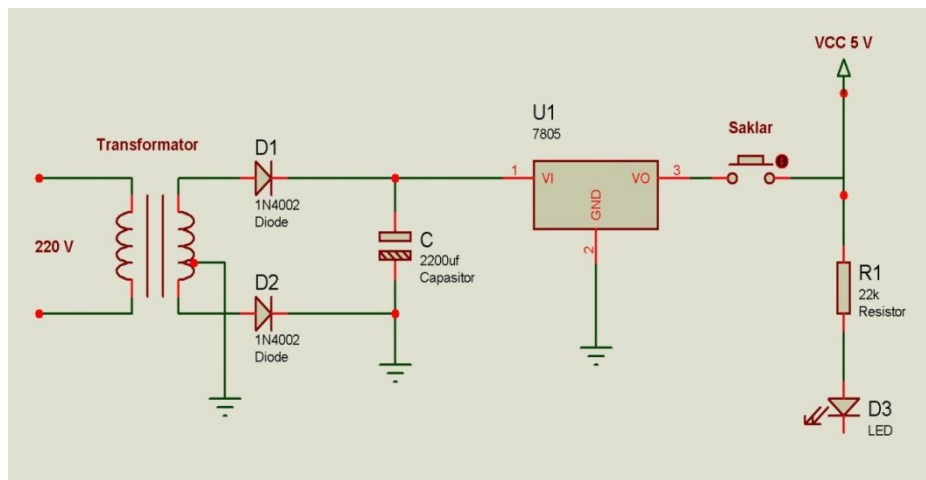 VCC 5 V
U1
7805
Saklar
Transformator
D1
1N4002
Diode
1
VI
VO
3
GND
2
220 V
C
2200uf
Capasitor
D2
1N4002
Diode
R1
22k
Resistor
D3
LED